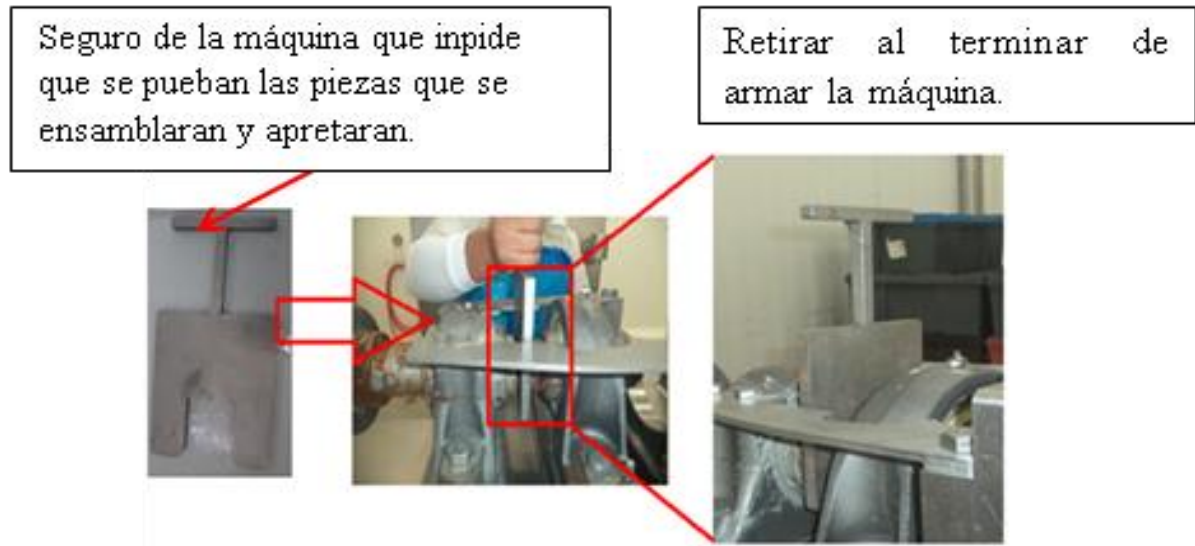 Seguro de la máquina que inpide
que se pueban las piezas que se
ensamblaran y apretaran.
Retirar al terminar de
armar la máquina.